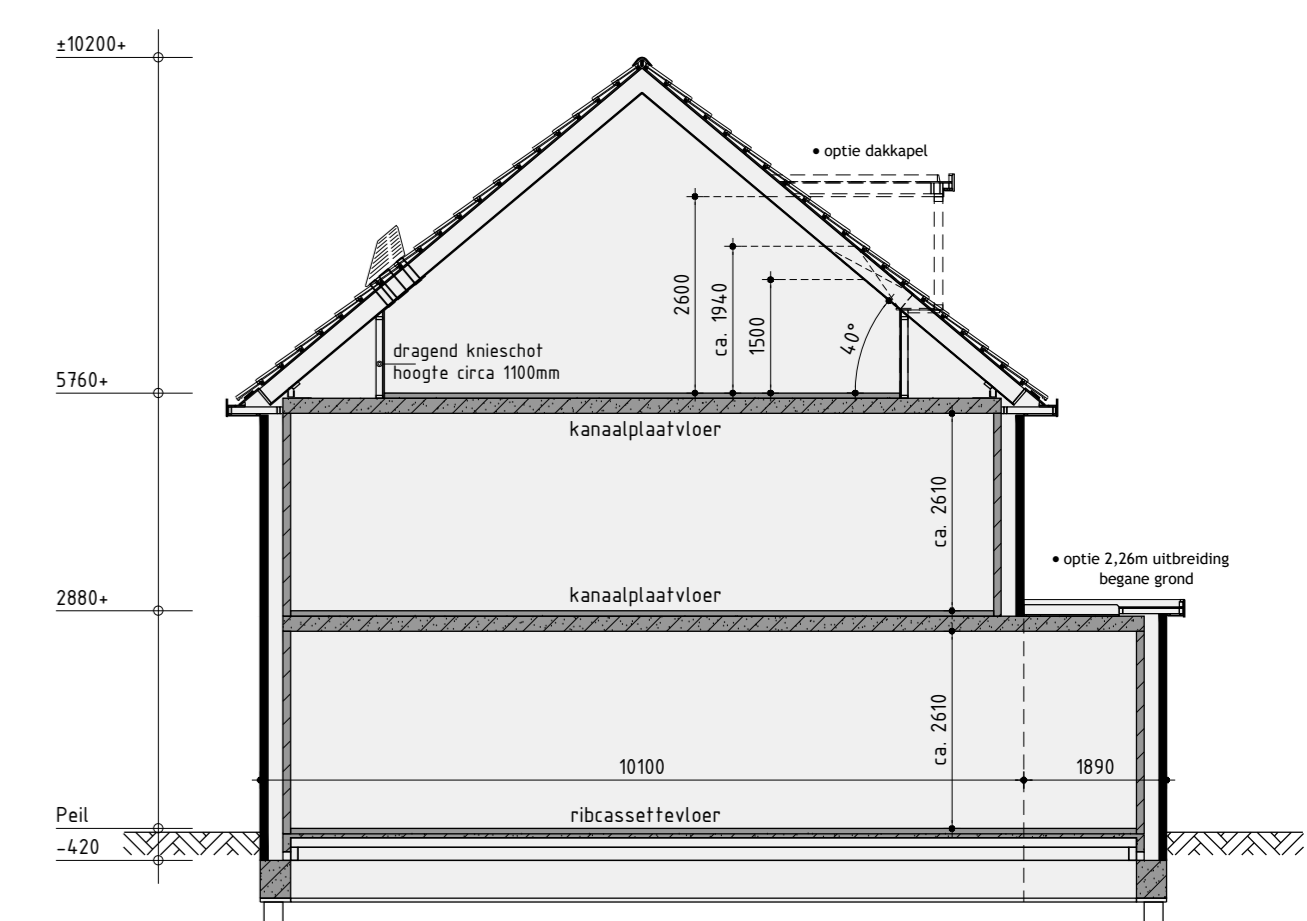 ±10200+
• optie dakkapel
2600
ca. 1940
1500
40°
dragend knieschot
hoogte circa 1100mm
5760+
kanaalplaatvloer
ca. 2610
• optie 2,26m uitbreiding
begane grond
kanaalplaatvloer
2880+
ca. 2610
10100
1890
Peil
ribcassettevloer
-420